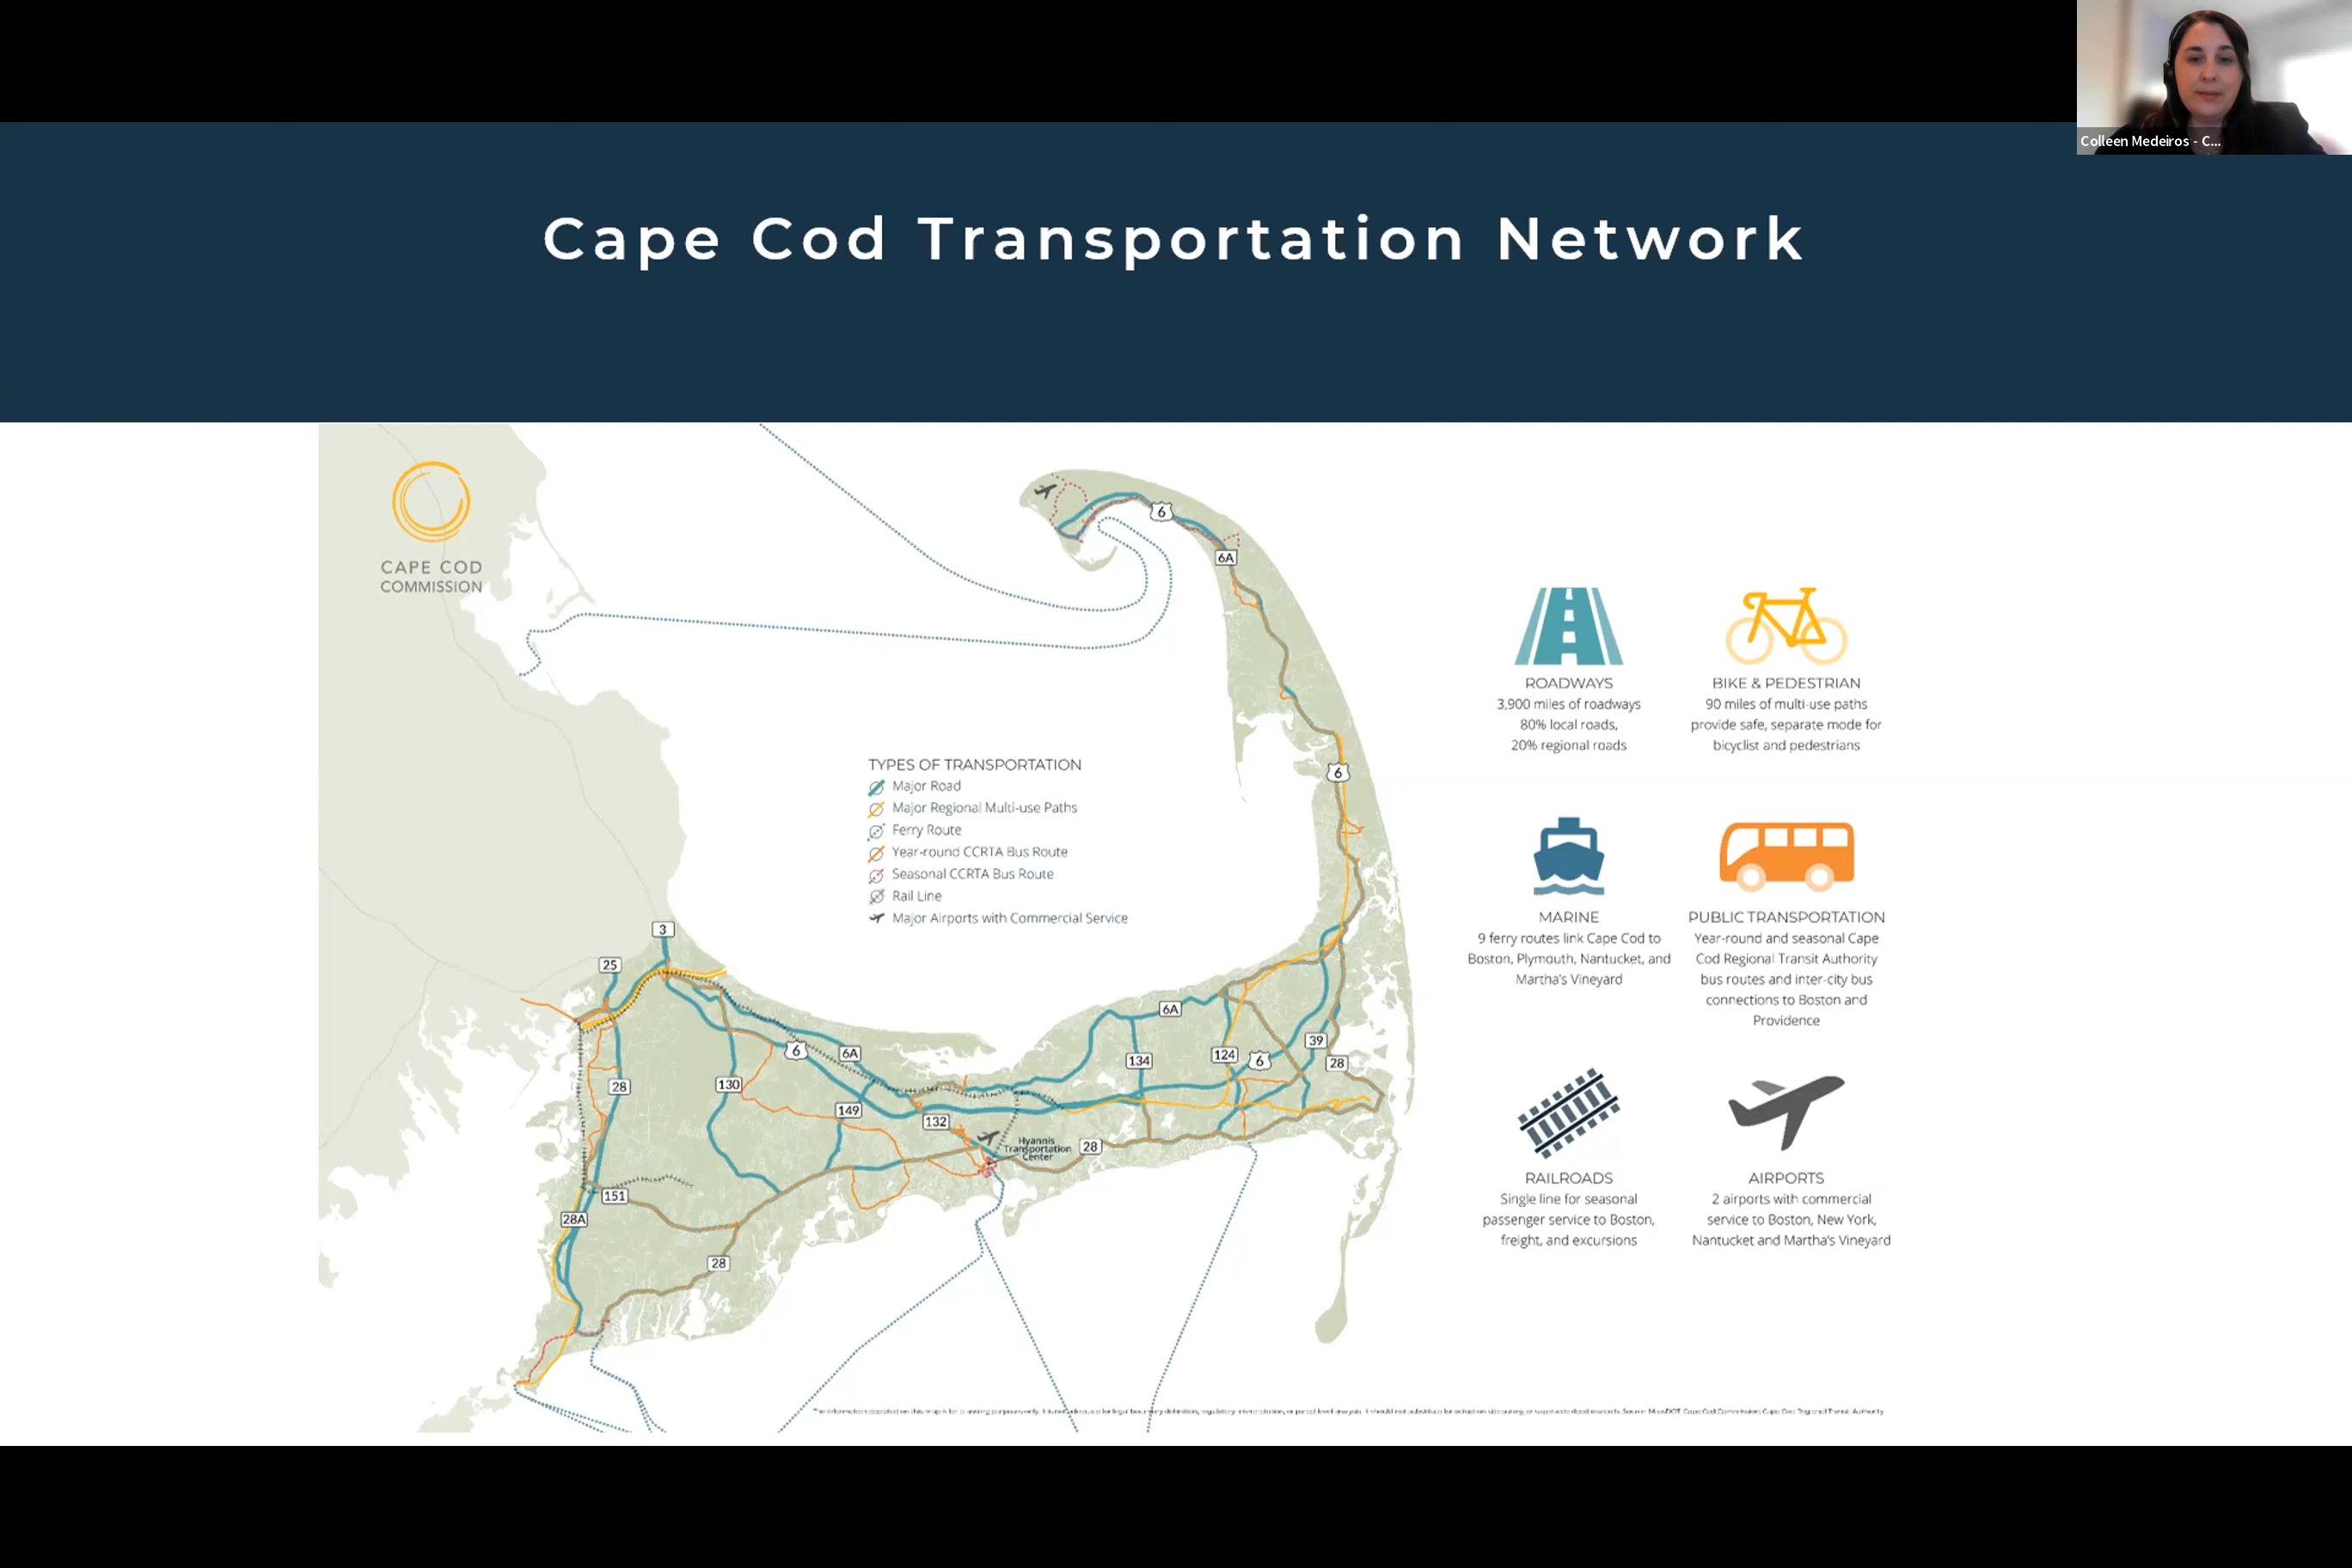 Colleen Medeiros - C...
Cape Cod Transportation Network
CAPE COD
COMMISSION
6
6A
TYPES OF TRANSPORTATION
Major Road
Major Regional Multi-use Paths
Ferry Route
Year-round CCRTA Bus Route
Seasonal CCRTA Bus Route
Rail Line
Major Airports with Commercial Service
6
3
25
6A
6
6A
134
124
6
39
28
28
130
149
132
Hyannis
Transportation
Center
28
151
28A
28
ROADWAYS
3,900 miles of roadways
80% local roads,
20% regional roads
BIKE & PEDESTRIAN
90 miles of multi-use paths
provide safe, separate mode for
bicyclist and pedestrians
MARINE
9 ferry routes link Cape Cod to
Boston, Plymouth, Nantucket, and
Martha's Vineyard
PUBLIC TRANSPORTATION
Year-round and seasonal Cape
Cod Regional Transit Authority
bus routes and inter-city bus
connections to Boston and
Providence
RAILROADS
Single line for seasonal
passenger service to Boston,
freight, and excursions
AIRPORTS
2 airports with commercial
service to Boston, New York,
Nantucket and Martha's Vineyard